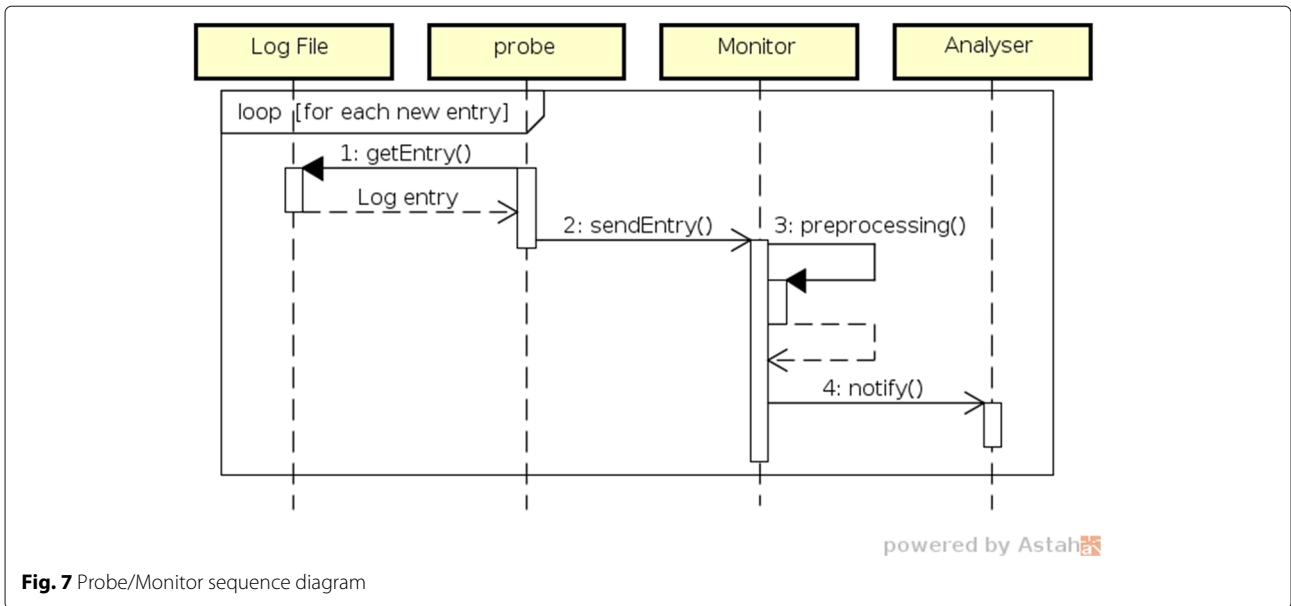 Log File
probe
Monitor
Analyser
loop [for each new entry]
1: getEntry()
Log entry
2: sendEntry()
3: preprocessing()
4: notify()
powered by Astah
Fig. 7 Probe/Monitor sequence diagram